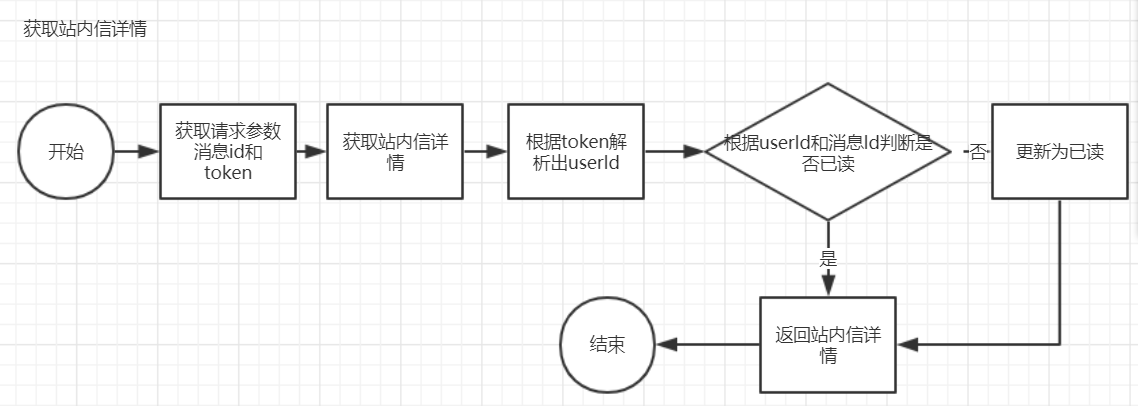 获取站内信详情
开始
获取请求参数
消息id和
token
获取站内信详
情
根据token解
析出userId
根据userId和消息Id判断是
否已读
否
更新为已读
是
返回站内信详
情
结束